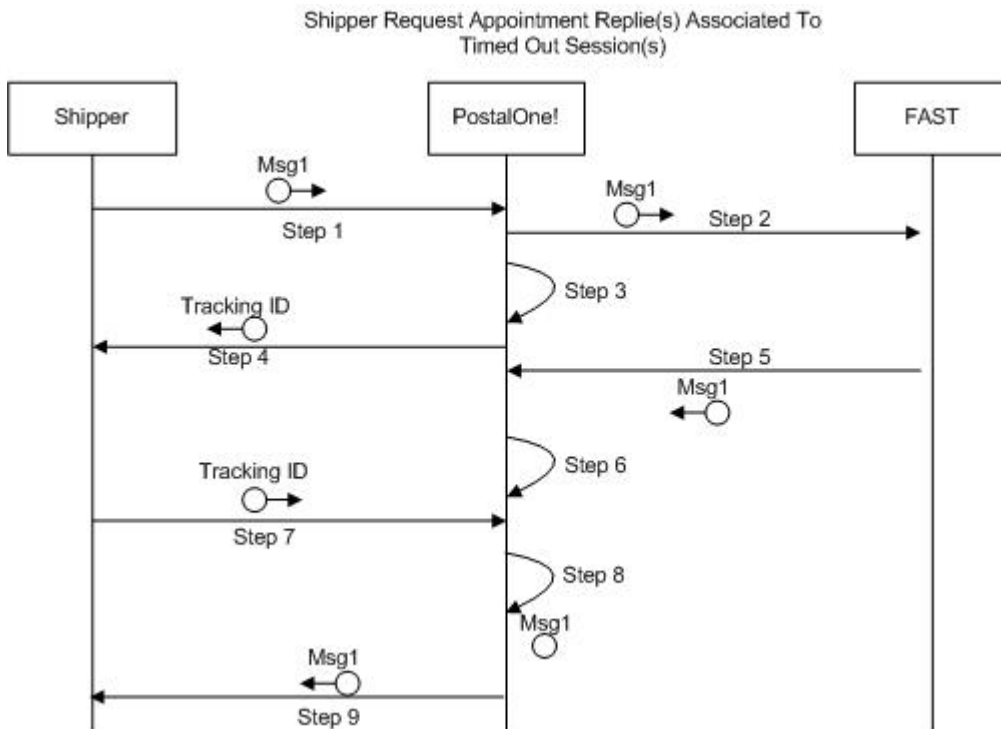 Shipper Request Appointment Replie(s) Associated To
Timed Out Session(s)
Shipper
PostalOne!
FAST
Msg1
Step 1
Msg1
Step 2
Step 3
Tracking ID
Step 4
Step 5
Msg1
Step 6
Tracking ID
Step 7
Step 8
Msg1
Msg1
Step 9